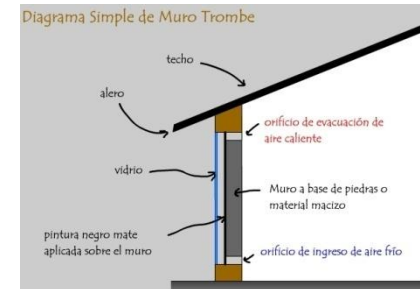 Diagrama Simple de Muro Trombe
techo
alero
orificio de evacuación de
aire caliente
vidrio
Muro a base de piedras o
material macizo
pintura negro mate
aplicada sobre el muro
orificio de ingreso de aire frío